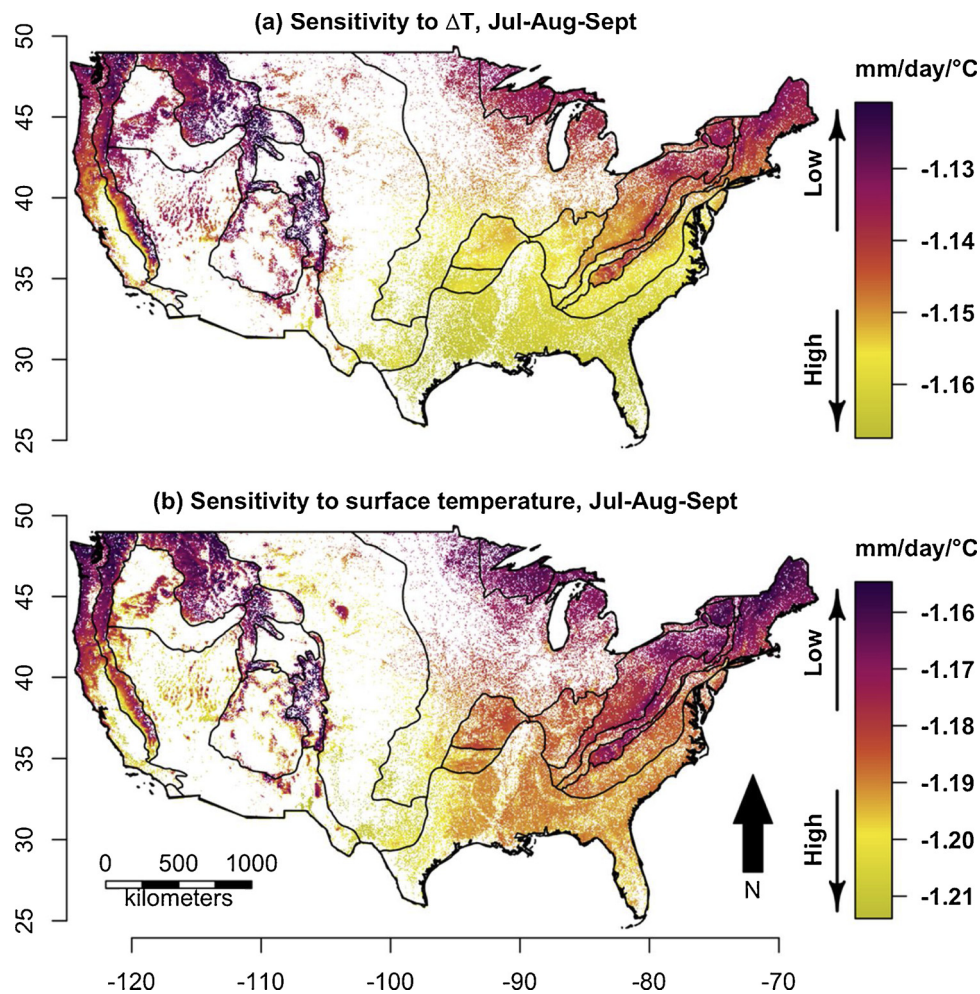 (a) Sensitivity to ΔT, Jul-Aug-Sept
50
45
40
35
30
25
mm/day/°C
Low
High
-1.13
-1.14
-1.15
-1.16
(b) Sensitivity to surface temperature, Jul-Aug-Sept
50
45
40
35
30
25
mm/day/°C
Low
High
-1.16
-1.17
-1.18
-1.19
-1.20
-1.21
0 500 1000
kilometers
N
-120 -110 -100 -90 -80 -70